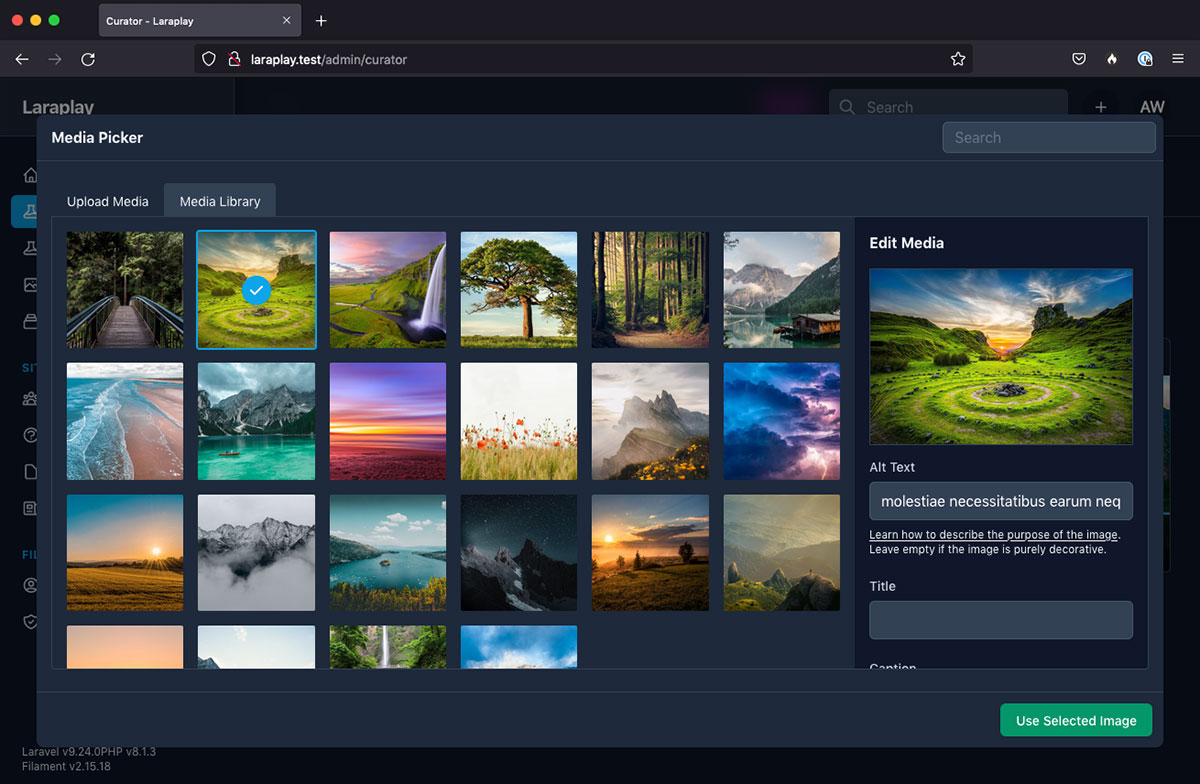 Curator - Laraplay
laraplay.test/admin/curator
Laraplay
Search
AW
Media Picker
Search
Upload Media
Media Library
Edit Media
Alt Text
molestiae necessitatibus earum neq
Learn how to describe the purpose of the image.
Leave empty if the image is purely decorative.
Title
Caption
SIT
FIL
Use Selected Image
Laravel v9.24.0PHP v8.1.3
Filament v2.15.18